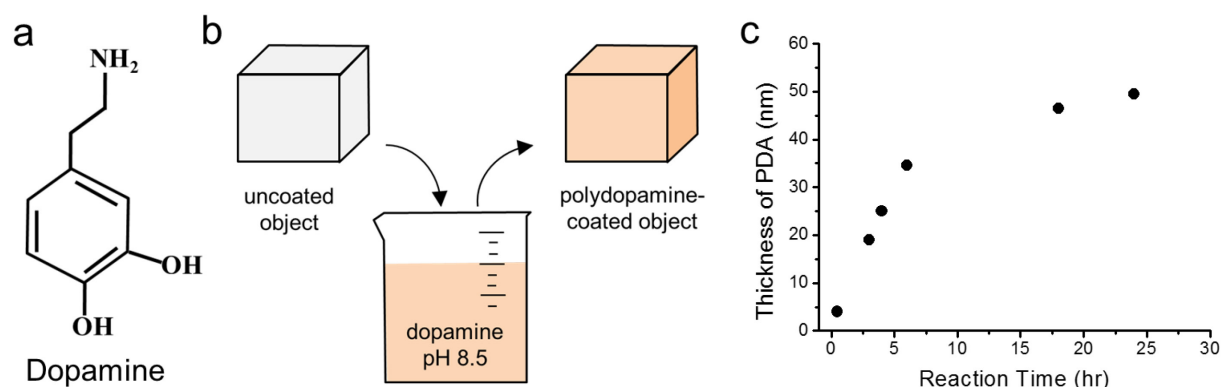 a
NH2
OH
OH
Dopamine
b
uncoated
object
polydopamine-
coated object
dopamine
pH 8.5
c
Thickness of PDA (nm)
60
50
40
30
20
10
0
0 5 10 15 20 25 30
Reaction Time (hr)